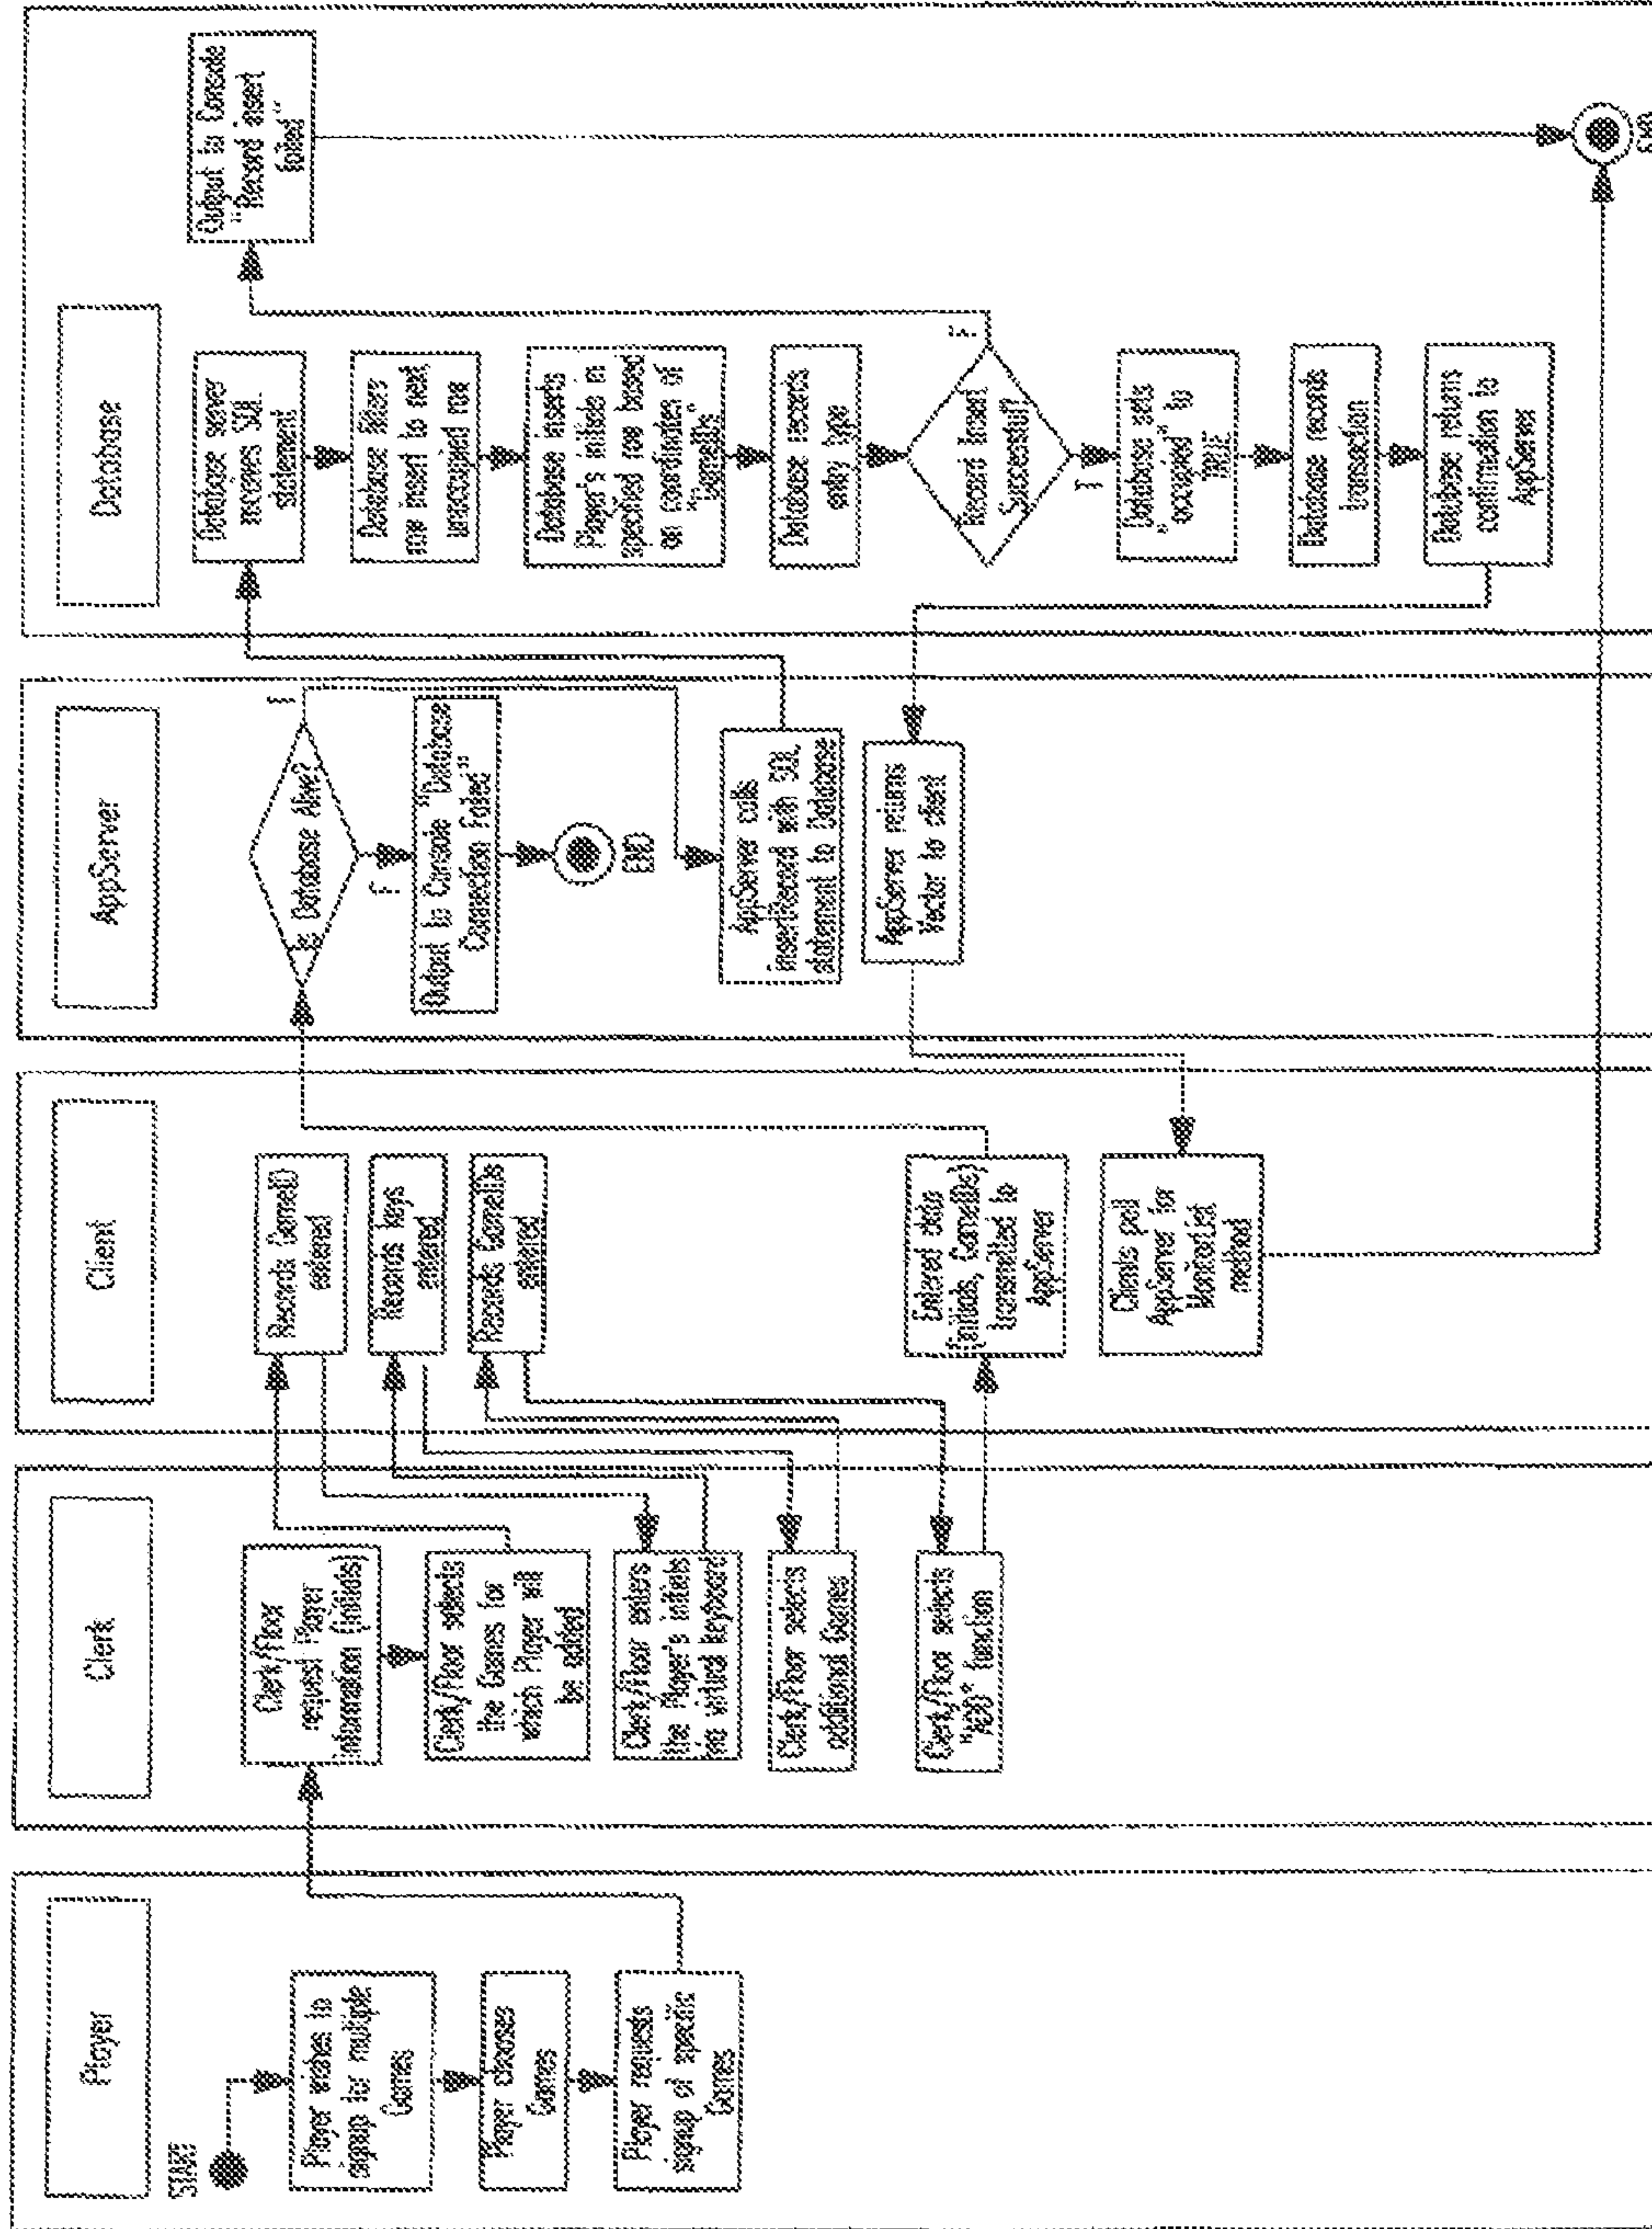 Player
START
Player wishes to
signup for multiple
Games
Player chooses
Games
Player requests
signup of specific
Games
Clerk
Clerk/Floor
request Player
information (Initials)
Clerk/Floor selects
the Games for
which Player will
be added
Clerk/Floor enters
the Player's initials
via virtual keyboard
Clerk/Floor selects
additional Games
Clerk/Floor selects
"ADD" function
Client
Records GameID
entered
Records keys
entered
Records GameIDs
entered
Entered data
(initials, GameIDs)
transmitted to
AppServer
Clients poll
AppServer for
MonitorList
method
AppServer
Is Database Alive?
T
F
Output to Console "Database
Connection Failed"
END
AppServer calls
insertRecord with SQL
statement to Database
AppServer returns
Vector to client
Database
Database server
receives SQL
statement
Database filters
row insert to next
unoccupied row
Database inserts
Player's initials in
specified row based
on coordinates of
"GameIDs"
Database records
entry type
Record Insert
Successful?
F
T
Database sets
"occupied" to
TRUE
Database records
transaction
Database returns
confirmation to
AppServer
Output to Console
"Record insert
failed"
END